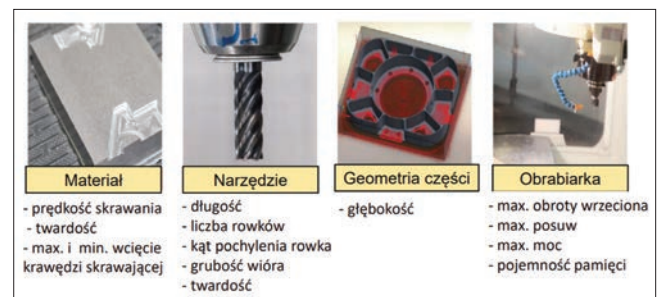 Materiał
- prędkość skrawania
- twardość
- max. i min. wcięcie
krawędzi skrawającej
Narzędzie
- długość
- liczba rowków
- kąt pochylenia rowka
- grubość wióra
- twardość
Geometria części
- głębokość
Obrabiarka
- max. obroty wrzeciona
- max. posuw
- max. moc
- pojemność pamięci